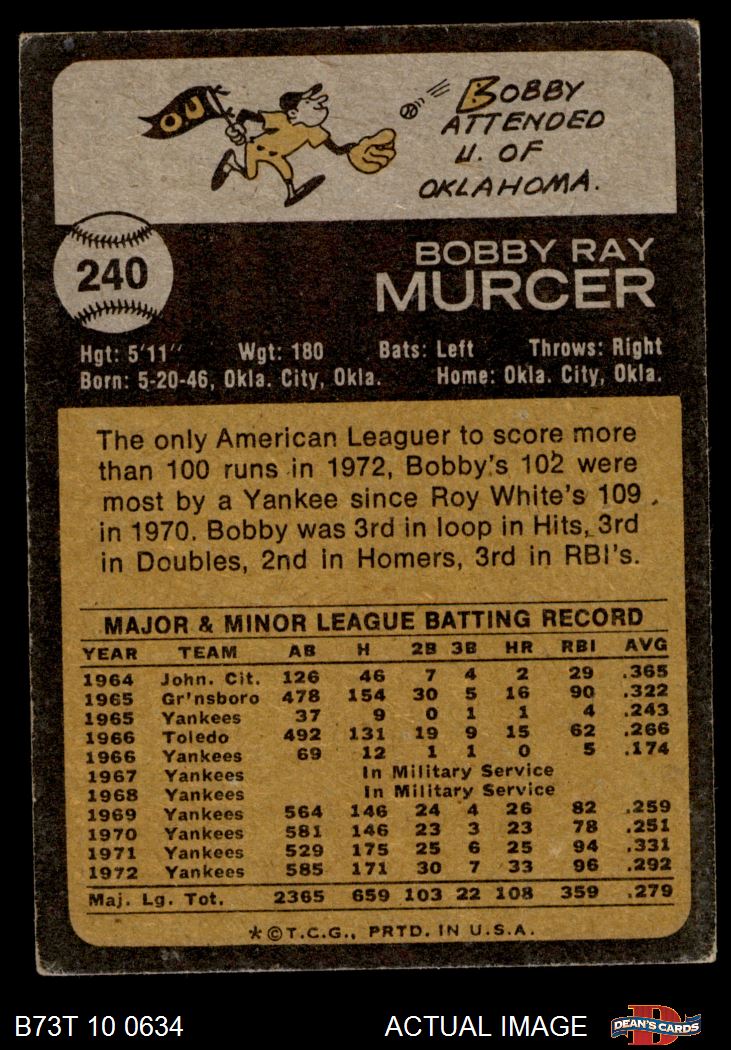 OU
BOBBY
ATTENDED
U. OF
OKLAHOMA.
240
BOBBY RAY
MURCER
Hgt: 5'11" Wgt: 180 Bats: Left Throws: Right
Born: 5-20-46, Okla. City, Okla. Home: Okla. City, Okla.
The only American Leaguer to score more
than 100 runs in 1972, Bobby's 102 were
most by a Yankee since Roy White's 109
in 1970. Bobby was 3rd in loop in Hits, 3rd
in Doubles, 2nd in Homers, 3rd in RBI's.
MAJOR & MINOR LEAGUE BATTING RECORD
YEAR TEAM AB H 2B 3B HR RBI AVG
1964 John. Cit. 126 46 7 4 2 29 .365
1965 Gr'nsboro 478 154 30 5 16 90 .322
1965 Yankees 37 9 0 1 1 4 .243
1966 Toledo 492 131 19 9 15 62 .266
1966 Yankees 69 12 1 1 0 5 .174
1967 Yankees In Military Service
1968 Yankees In Military Service
1969 Yankees 564 146 24 4 26 82 .259
1970 Yankees 581 146 23 3 23 78 .251
1971 Yankees 529 175 25 6 25 94 .331
1972 Yankees 585 171 30 7 33 96 .292
Maj. Lg. Tot. 2365 659 103 22 108 359 .279
*©T.C.G., PRTD. IN U.S.A.
B73T 10 0634 ACTUAL IMAGE DEAN'S CARDS